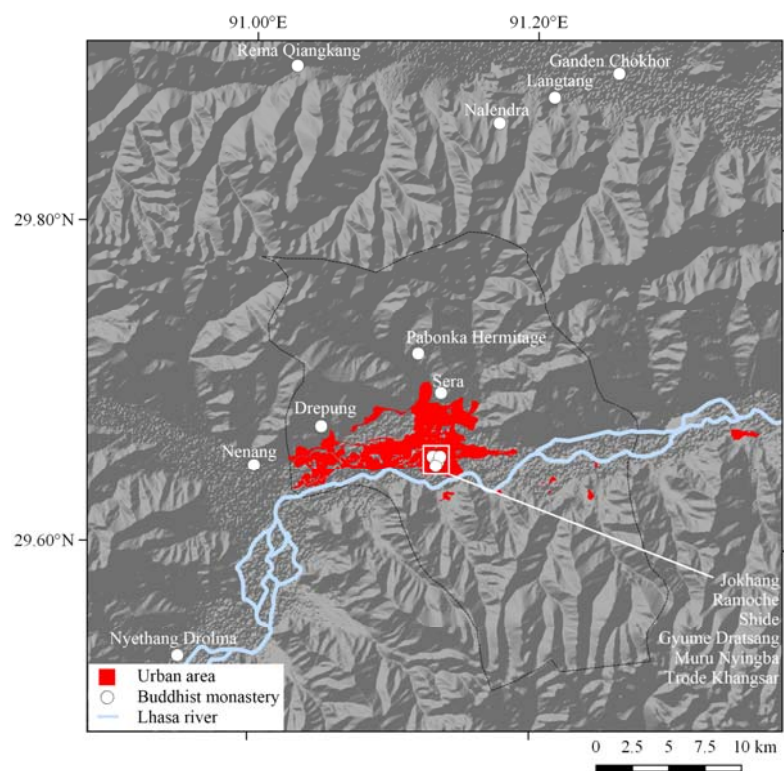 91.00°E 91.20°E
Rema Qiangkang
Ganden Chokhor
Langtang
Nalendra
29.80°N
Pabonka Hermitage
Sera
Drepung
Nenang
29.60°N
Jokhang
Ramoche
Shide
Gyume Dratsang
Muru Nyingba
Trode Khangsar
Nyethang Drolma
Urban area
Buddhist monastery
Lhasa river
0 2.5 5 7.5 10 km